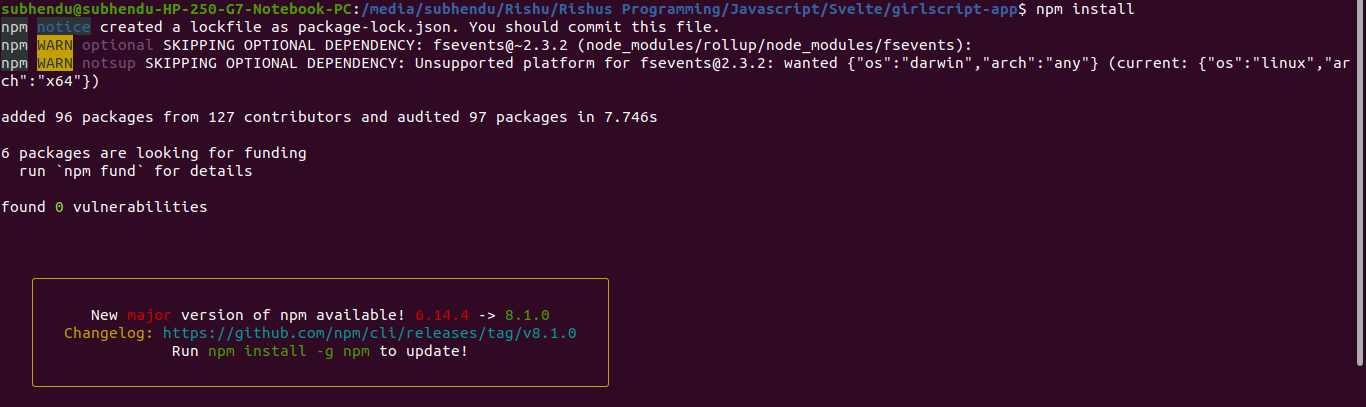 subhendu@subhendu-HP-250-G7-Notebook-PC:/media/subhendu/Rishu/Rishus Programming/Javascript/Svelte/girlscript-app$ npm install
npm notice created a lockfile as package-lock.json. You should commit this file.
npm WARN optional SKIPPING OPTIONAL DEPENDENCY: fsevents@~2.3.2 (node_modules/rollup/node_modules/fsevents):
npm WARN notsup SKIPPING OPTIONAL DEPENDENCY: Unsupported platform for fsevents@2.3.2: wanted {"os":"darwin","arch":"any"} (current: {"os":"linux","ar
ch":"x64"})
added 96 packages from 127 contributors and audited 97 packages in 7.746s
6 packages are looking for funding
run `npm fund` for details
found 0 vulnerabilities
New major version of npm available! 6.14.4 -> 8.1.0
Changelog: https://github.com/npm/cli/releases/tag/v8.1.0
Run npm install -g npm to update!